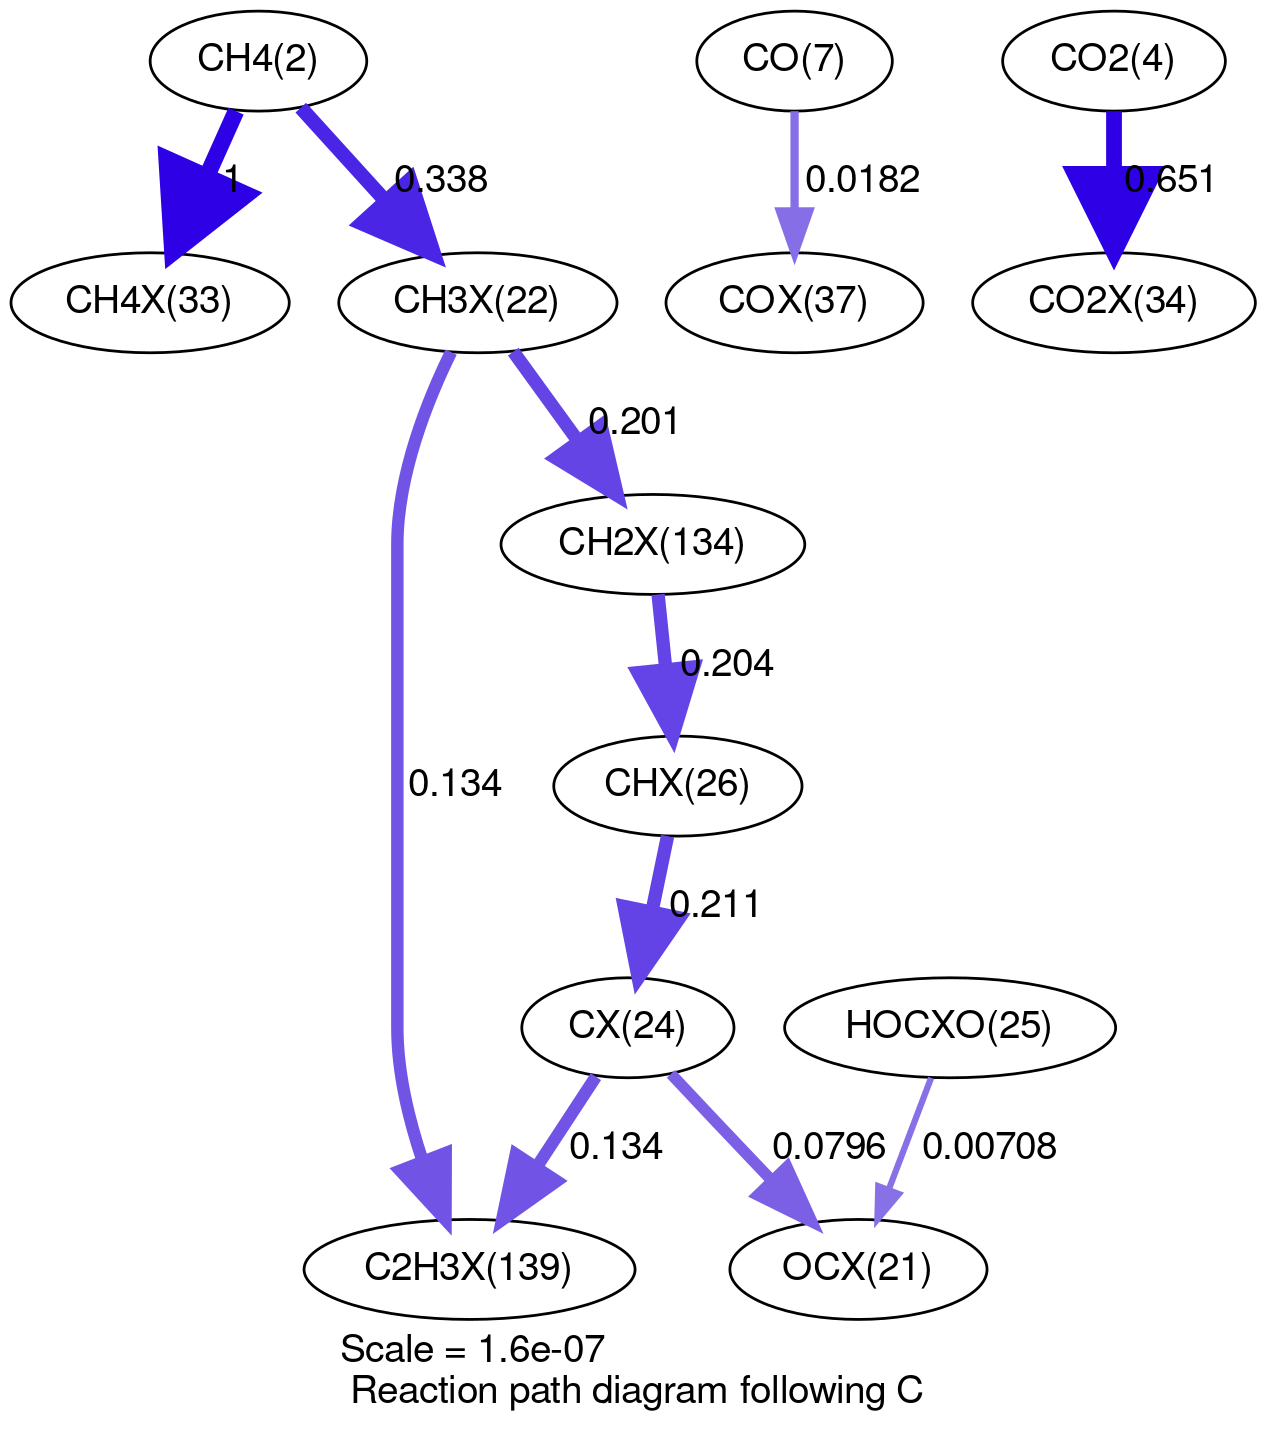 CH4(2)
CO(7)
CO2(4)
1
0.338
0.0182
0.651
CH4X(33)
CH3X(22)
COX(37)
CO2X(34)
0.201
CH2X(134)
0.204
0.134
CHX(26)
0.211
CX(24)
HOCXO(25)
0.134
0.0796
0.00708
C2H3X(139)
OCX(21)
Scale = 1.6e-07
Reaction path diagram following C